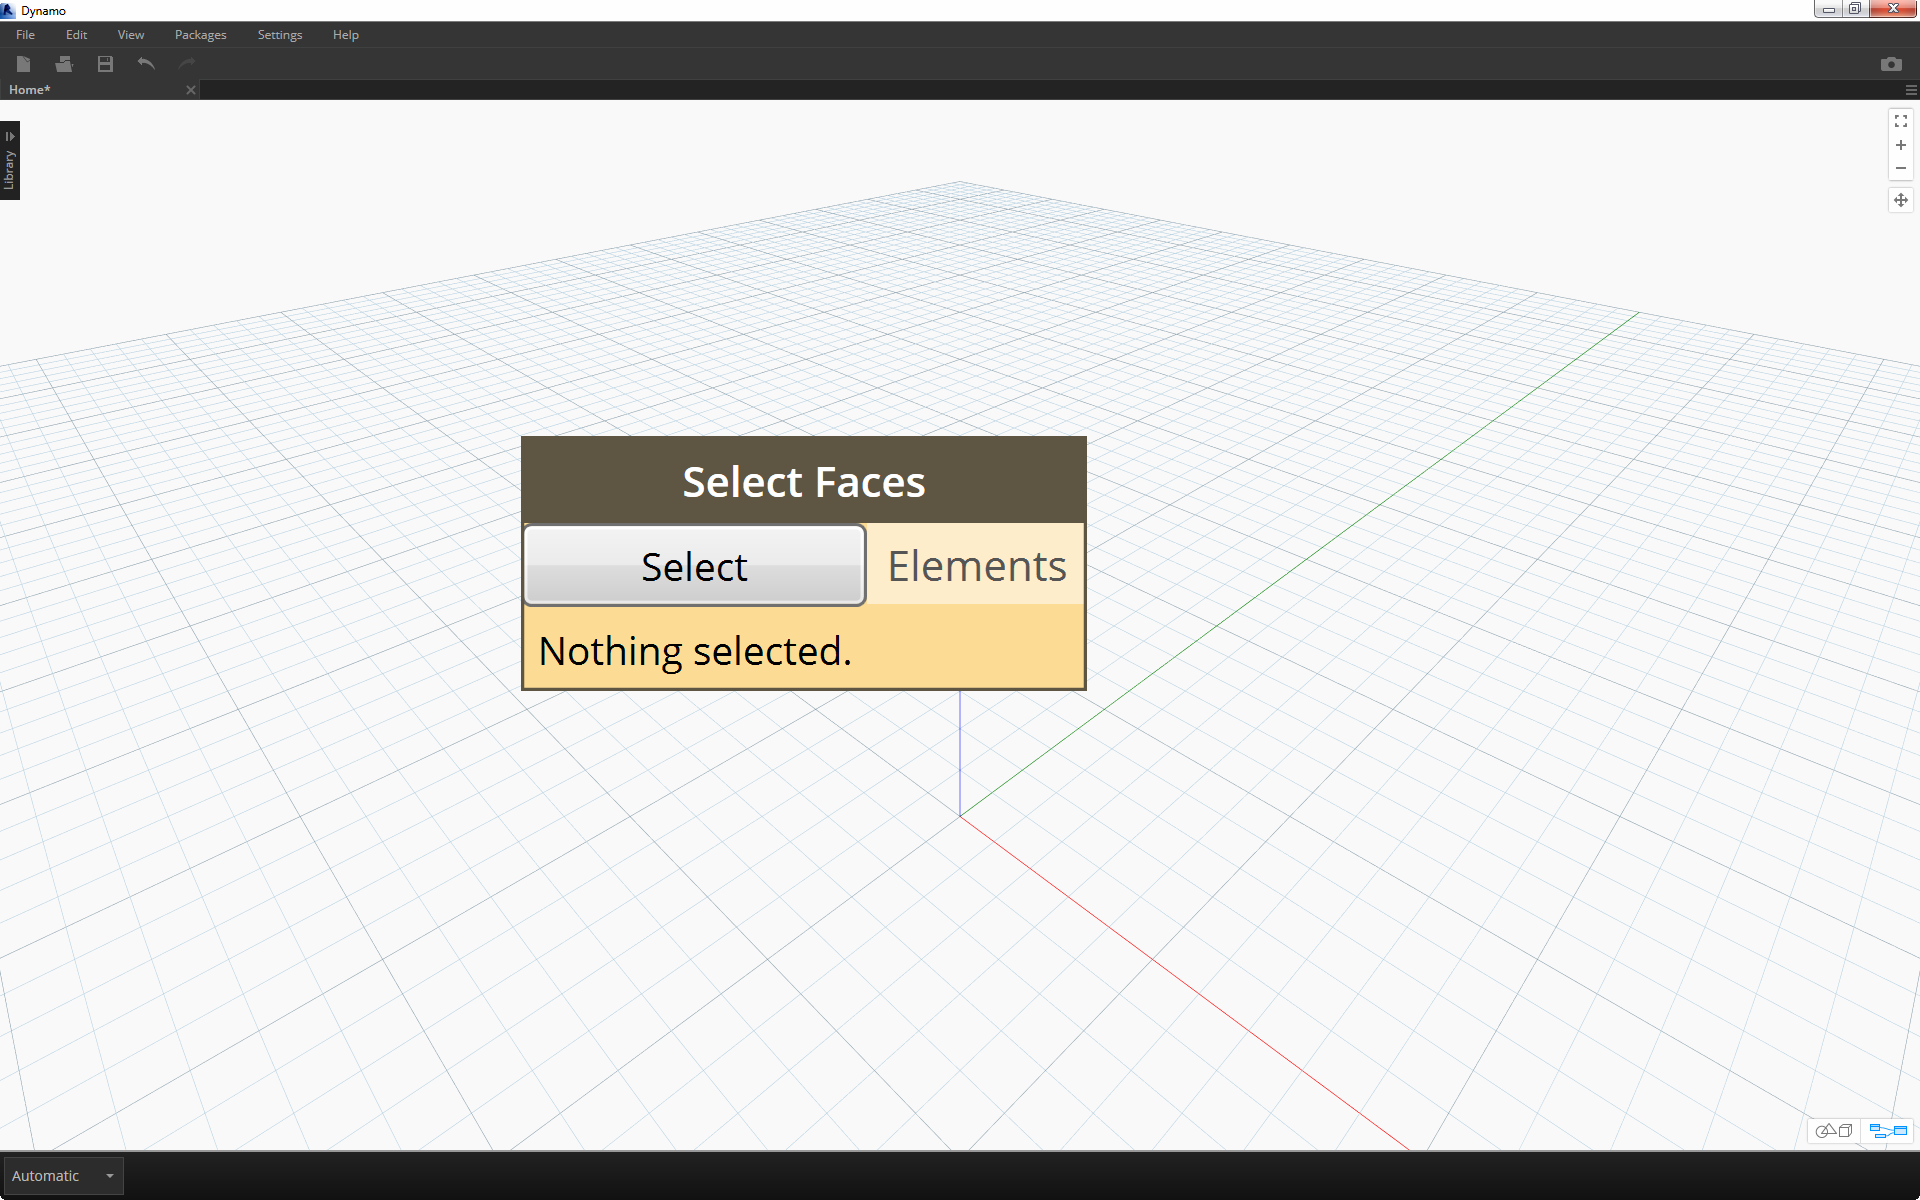 Dynamo
File Edit View Packages Settings Help
Home*
Library
Select Faces
Select Elements
Nothing selected.
Automatic